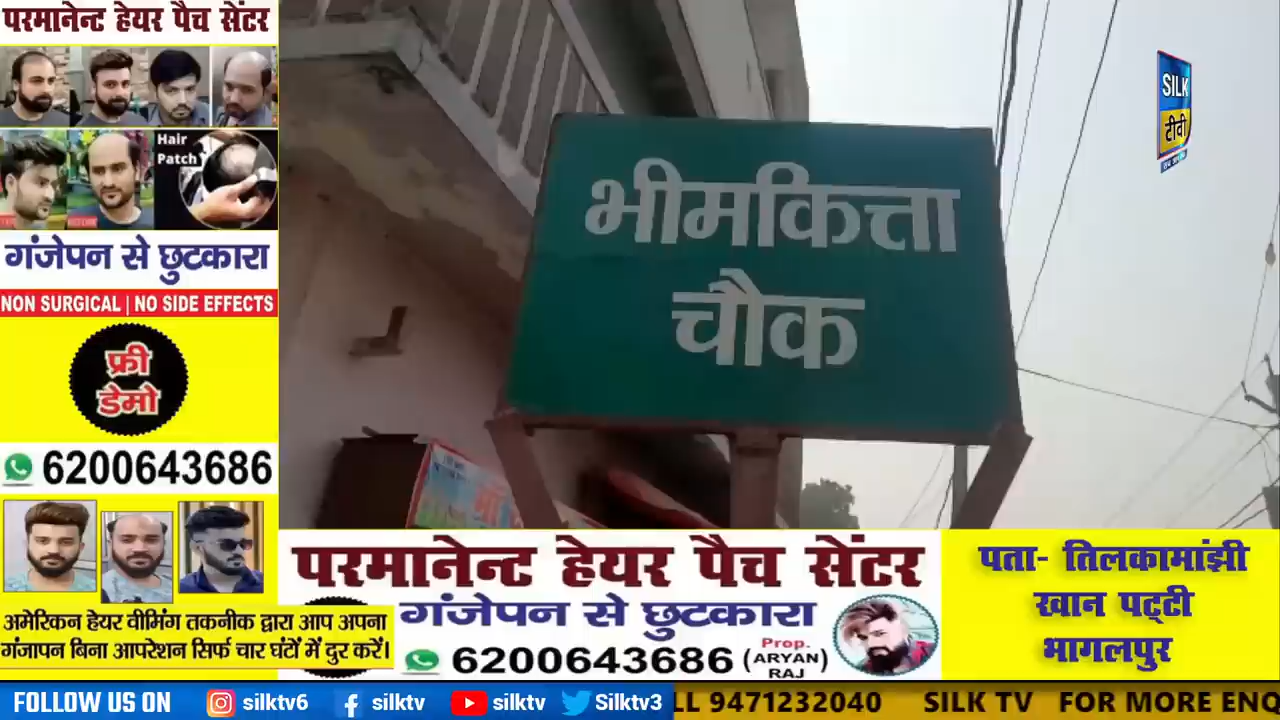 परमानेन्ट हेयर पैच सेंटर
Hair
Patch
गंजेपन से छुटकारा
NON SURGICAL | NO SIDE EFFECTS
फ्री
डेमो
6200643686
अमेरिकन हेयर वीमिंग तकनीक द्वारा आप अपना
गंजापन बिना आपरेशन सिर्फ चार घंटों में दुर करें।
भीमकित्ता
चौक
SILK
टीवी
परमानेन्ट हेयर पैच सेंटर
गंजेपन से छुटकारा
6200643686
Prop.
(ARYAN)
RAJ
पता- तिलकामांझी
खान पट्टी
भागलपुर
FOLLOW US ON silktv6 silktv silktv Silktv3 LL 9471232040 SILK TV FOR MORE ENQ